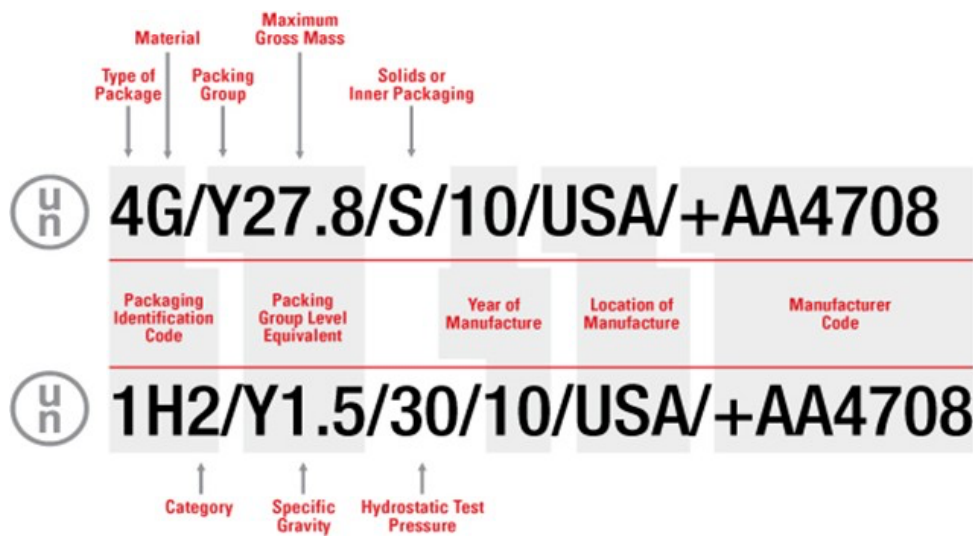 Maximum
Gross Mass
Material
Type of
Package
Packing
Group
Solids or
Inner Packaging
un 4G/Y27.8/S/10/USA/+AA4708
Packaging
Identification
Code
Packing
Group Level
Equivalent
Year of
Manufacture
Location of
Manufacture
Manufacturer
Code
un 1H2/Y1.5/30/10/USA/+AA4708
Category
Specific
Gravity
Hydrostatic Test
Pressure